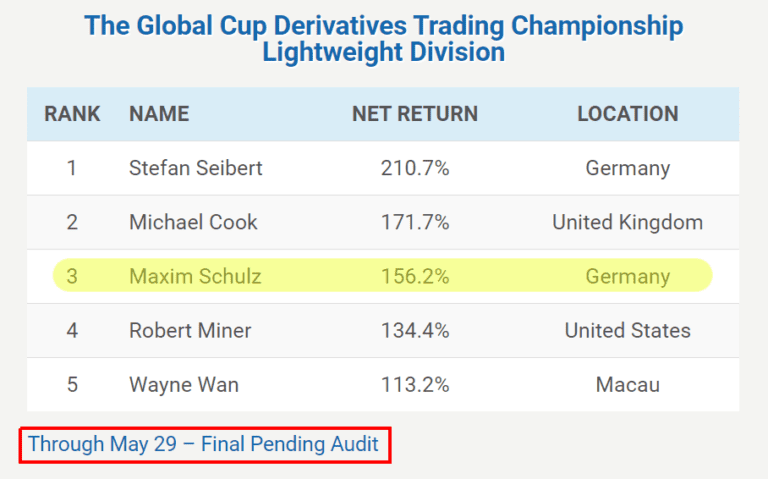 The Global Cup Derivatives Trading Championship
Lightweight Division
RANK NAME NET RETURN LOCATION
1 Stefan Seibert 210.7% Germany
2 Michael Cook 171.7% United Kingdom
3 Maxim Schulz 156.2% Germany
4 Robert Miner 134.4% United States
5 Wayne Wan 113.2% Macau
Through May 29 – Final Pending Audit